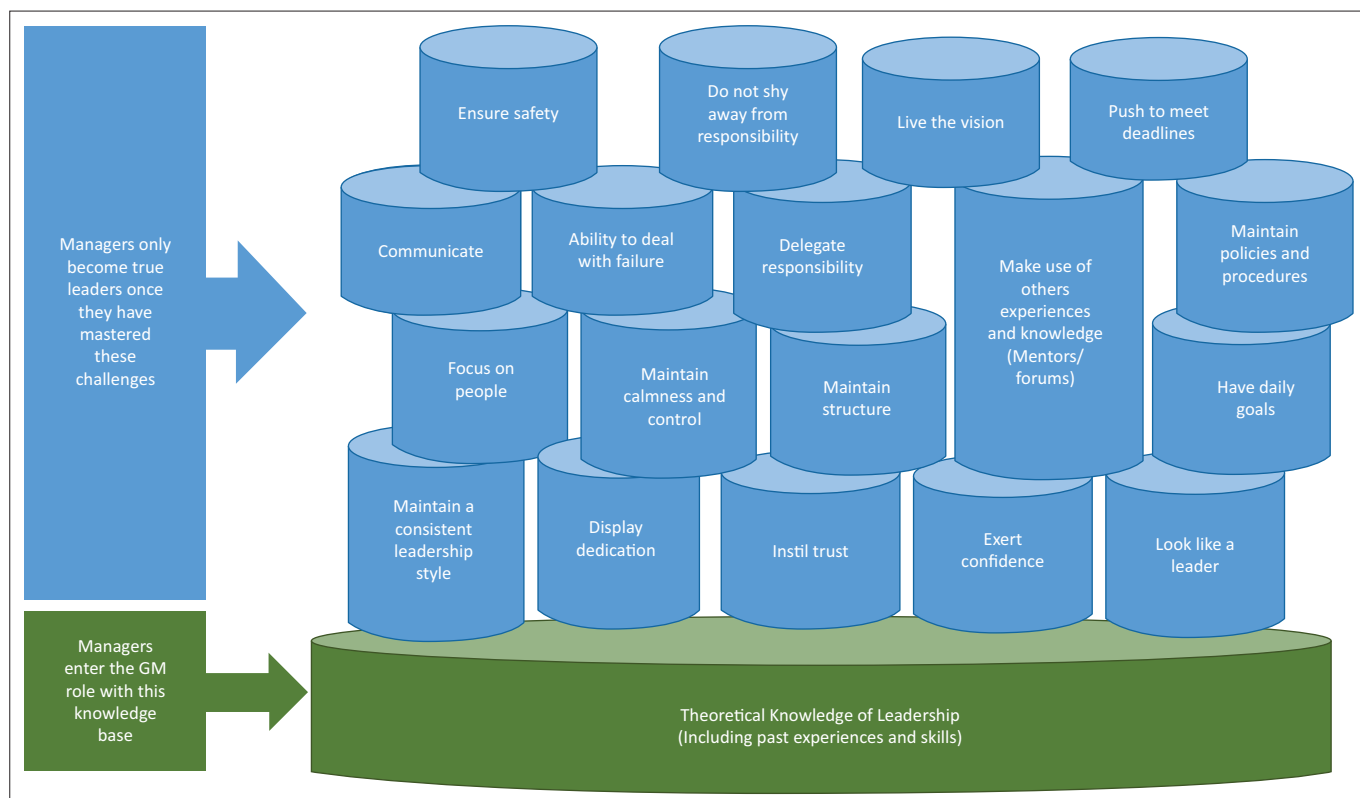 Managers only
become true
leaders once
they have
mastered
these
challenges
Managers
enter the GM
role with this
knowledge
base
Ensure safety
Do not shy
away from
responsibility
Live the vision
Push to meet
deadlines
Communicate
Ability to deal
with failure
Delegate
responsibility
Make use of
others
experiences
and knowledge
(Mentors/
forums)
Maintain
policies and
procedures
Focus on
people
Maintain
calmness and
control
Maintain
structure
Have daily
goals
Maintain a
consistent
leadership
style
Display
dedication
Instil trust
Exert
confidence
Look like a
leader
Theoretical Knowledge of Leadership
(Including past experiences and skills)